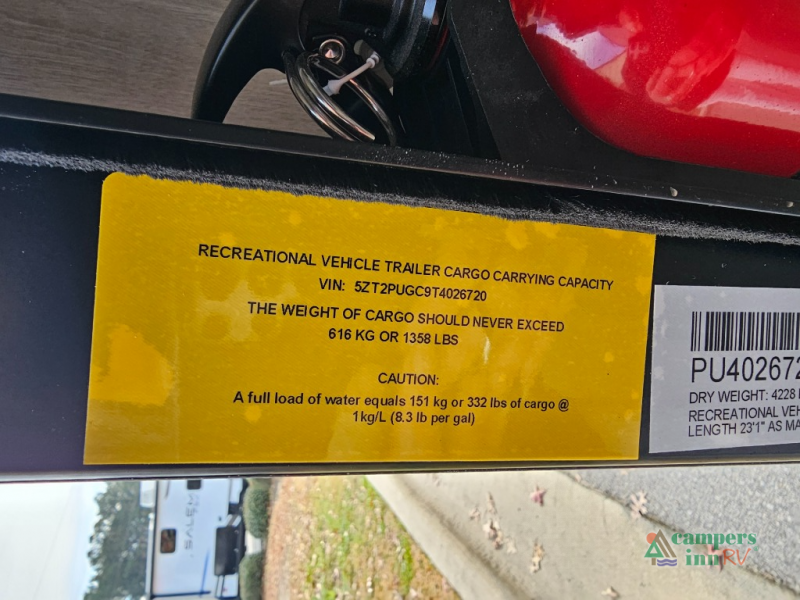 RECREATIONAL VEHICLE TRAILER CARGO CARRYING CAPACITY
VIN: 5ZT2PUGC9T4026720
THE WEIGHT OF CARGO SHOULD NEVER EXCEED
616 KG OR 1358 LBS
CAUTION:
A full load of water equals 151 kg or 332 lbs of cargo @
1kg/L (8.3 lb per gal)
PU402672
DRY WEIGHT: 4228
RECREATIONAL
LENGTH 23'1" AS
campers
inn RV